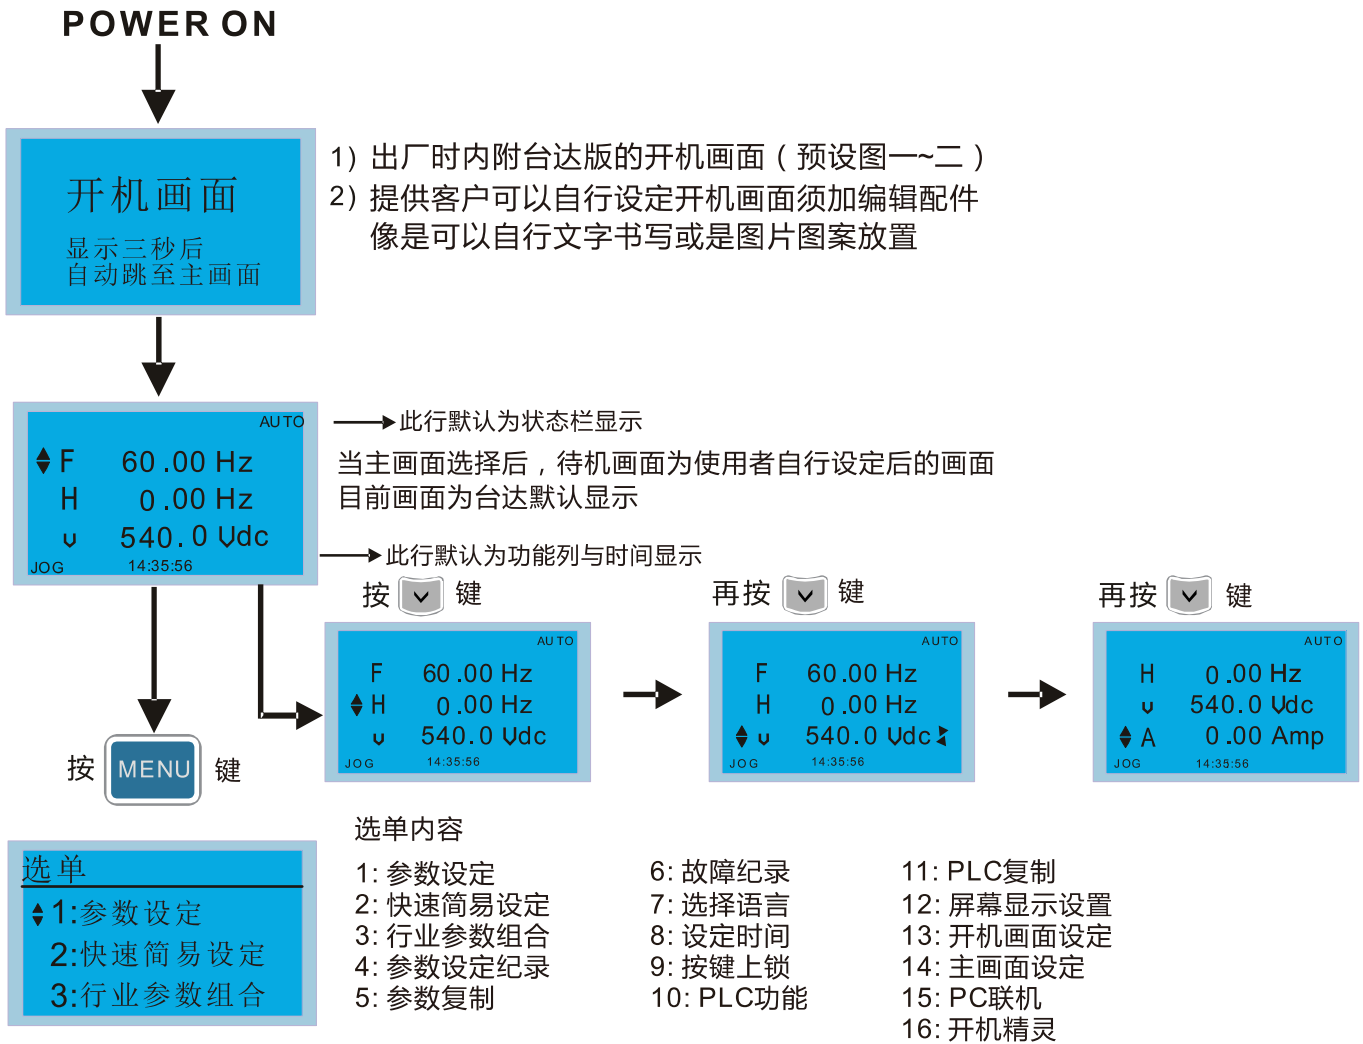 POWER ON
开机画面
显示三秒后
自动跳至主画面
1) 出厂时内附台达版的开机画面（预设图一~二）
2) 提供客户可以自行设定开机画面须加编辑配件
像是可以自行文字书写或是图片图案放置
AUTO
F 60.00 Hz
H 0.00 Hz
u 540.0 Vdc
JOG 14:35:56
此行默认为状态栏显示
当主画面选择后，待机画面为使用者自行设定后的画面
目前画面为台达默认显示
此行默认为功能列与时间显示
按 键
AUTO
F 60.00 Hz
H 0.00 Hz
u 540.0 Vdc
JOG 14:35:56
再按 键
AUTO
F 60.00 Hz
H 0.00 Hz
u 540.0 Vdc
JOG 14:35:56
再按 键
AUTO
H 0.00 Hz
u 540.0 Vdc
A 0.00 Amp
JOG 14:35:56
按 MENU 键
选单
1:参数设定
2:快速简易设定
3:行业参数组合
选单内容
1: 参数设定
2: 快速简易设定
3: 行业参数组合
4: 参数设定纪录
5: 参数复制
6: 故障纪录
7: 选择语言
8: 设定时间
9: 按键上锁
10: PLC功能
11: PLC复制
12: 屏幕显示设置
13: 开机画面设定
14: 主画面设定
15: PC联机
16: 开机精灵